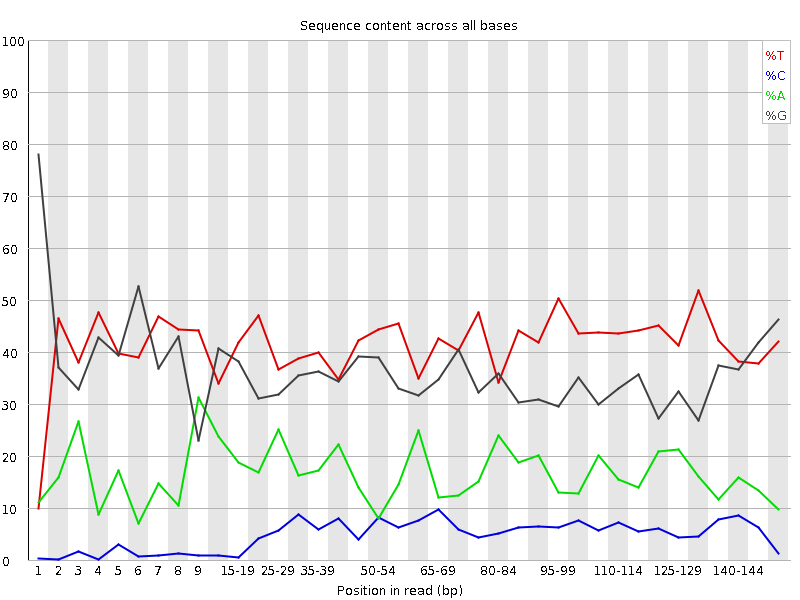 Sequence content across all bases
100
90
80
70
60
50
40
30
20
10
0
%T
%C
%A
%G
1 2 3 4 5 6 7 8 9 15-19 25-29 35-39 50-54 65-69 80-84 95-99 110-114 125-129 140-144
Position in read (bp)